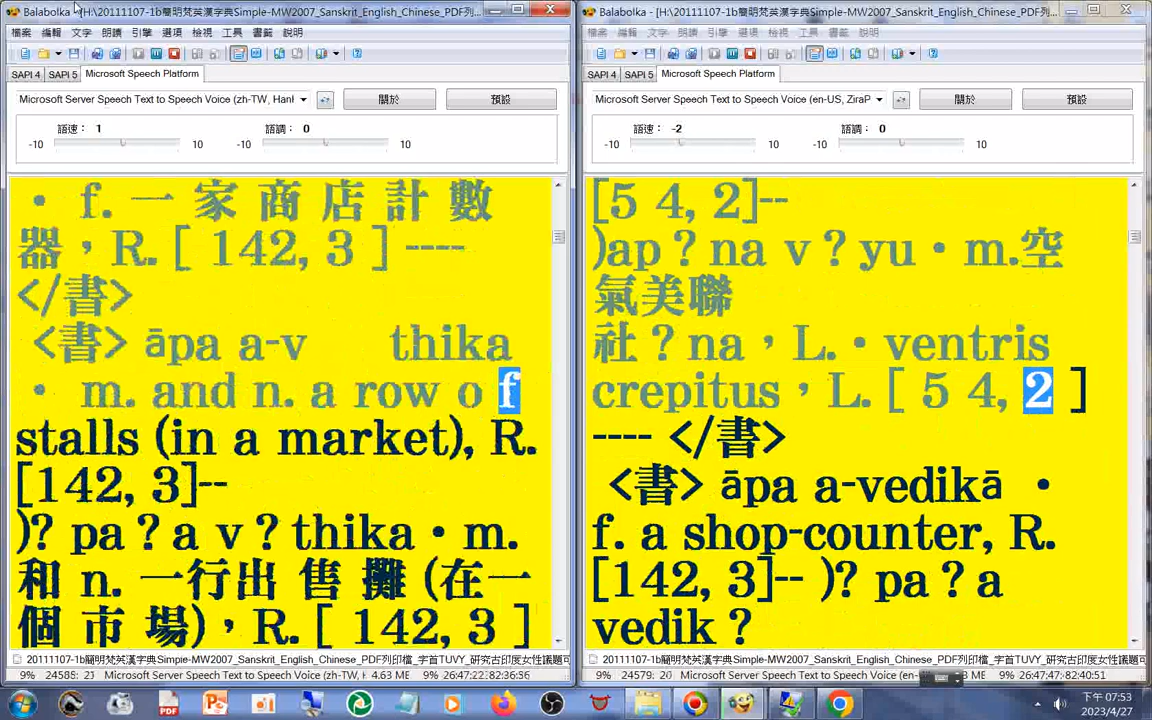 Balabolka - [H:\20111107-1b簡明梵英漢字典Simple-MW2007_Sanskrit_English_Chinese_PDF列...
檔案 編輯 文字 朗讀 引擎 選項 檢視 工具 書籤 說明
SAPI 4 SAPI 5 Microsoft Speech Platform
Microsoft Server Speech Text to Speech Voice (zh-TW, Hanl 關於 預設
語速： 1 語調： 0
-10 10 -10 10
• f. 一 家 商 店 計 數
器，R. [ 142, 3 ] ----
</書>
<書> āpa a-v thika
• m. and n. a row o f
stalls (in a market), R.
[142, 3]--
)? pa？a v？thika • m.
和 n. 一行出 售 攤 (在一
個 市 場)，R. [ 142, 3 ]
20111107-1b簡明梵英漢字典Simple-MW2007_Sanskrit_English_Chinese_PDF列印檔_字首TUVY_研究古印度女性議題可
9% 24585: 21 Microsoft Server Speech Text to Speech Voice (zh-TW, H 4.63 MB 9% 26:47:22/82:36:36
Balabolka - [H:\20111107-1b簡明梵英漢字典Simple-MW2007_Sanskrit_English_Chinese_PDF列...
檔案 編輯 文字 朗讀 引擎 選項 檢視 工具 書籤 說明
SAPI 4 SAPI 5 Microsoft Speech Platform
Microsoft Server Speech Text to Speech Voice (en-US, ZiraP 關於 預設
語速： -2 語調： 0
-10 10 -10 10
[5 4, 2]--
)ap？na v？yu • m.空
氣美聯
社？na，L. • ventris
crepitus，L. [ 5 4, 2 ]
---- </書>
<書> āpa a-vedikā •
f. a shop-counter, R.
[142, 3]-- )? pa？a
vedik？
20111107-1b簡明梵英漢字典Simple-MW2007_Sanskrit_English_Chinese_PDF列印檔_字首TUVY_研究古印度女性議題可
9% 24579: 20 Microsoft Server Speech Text to Speech Voice MB 9% 26:47:22/82:40:51
下午 07:53
2023/4/27